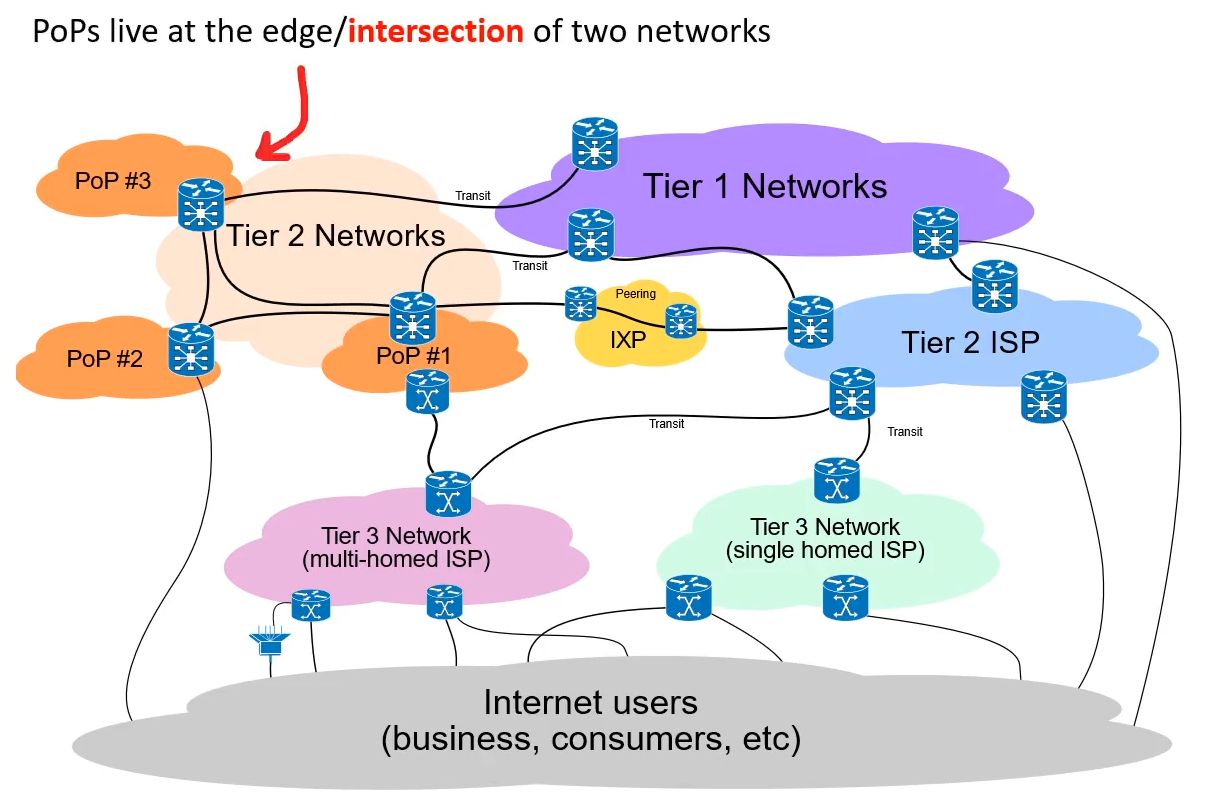 PoPs live at the edge/intersection of two networks
PoP #3
Transit
Tier 1 Networks
Tier 2 Networks
Transit
Peering
IXP
Tier 2 ISP
PoP #2
PoP #1
Transit
Transit
Tier 3 Network
(multi-homed ISP)
Tier 3 Network
(single homed ISP)
Internet users
(business, consumers, etc)